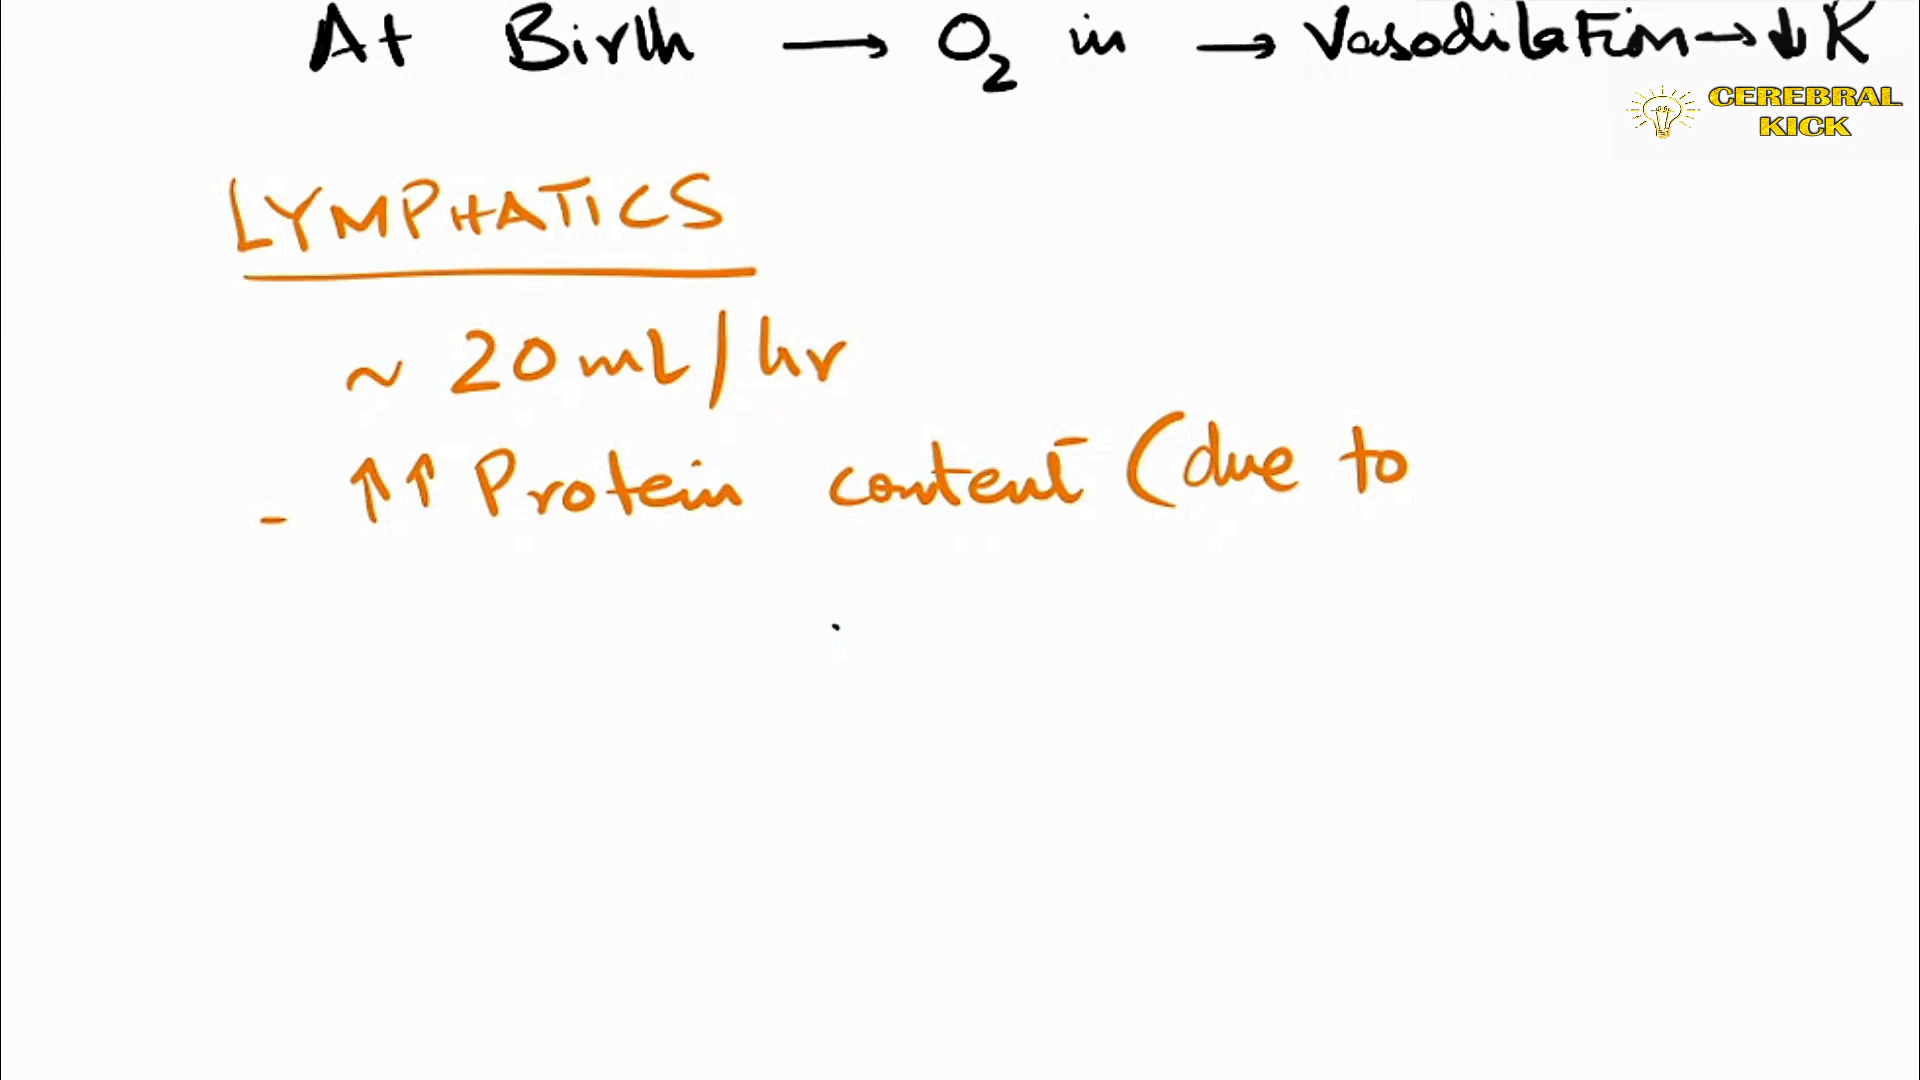 At Birth → O₂ in → Vasodilation → ↓ K
CEREBRAL
KICK
LYMPHATICS
~ 20 mL/hr
- ↑↑ Protein content (due to